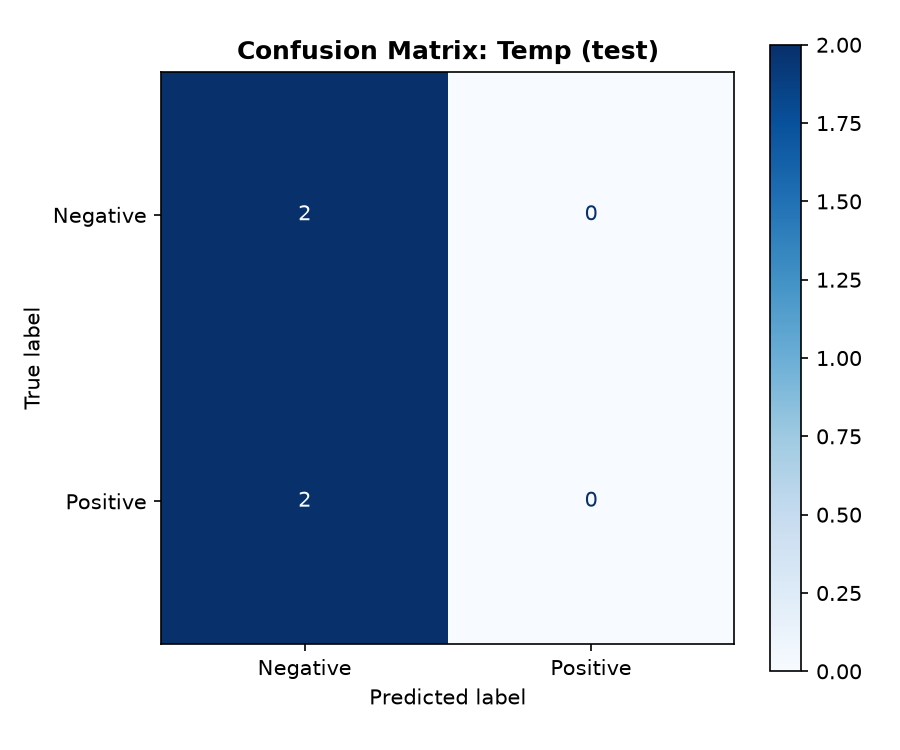 Confusion Matrix: Temp (test)
True label
Negative
Positive
2 0
2 0
Negative Positive
Predicted label
2.00
1.75
1.50
1.25
1.00
0.75
0.50
0.25
0.00